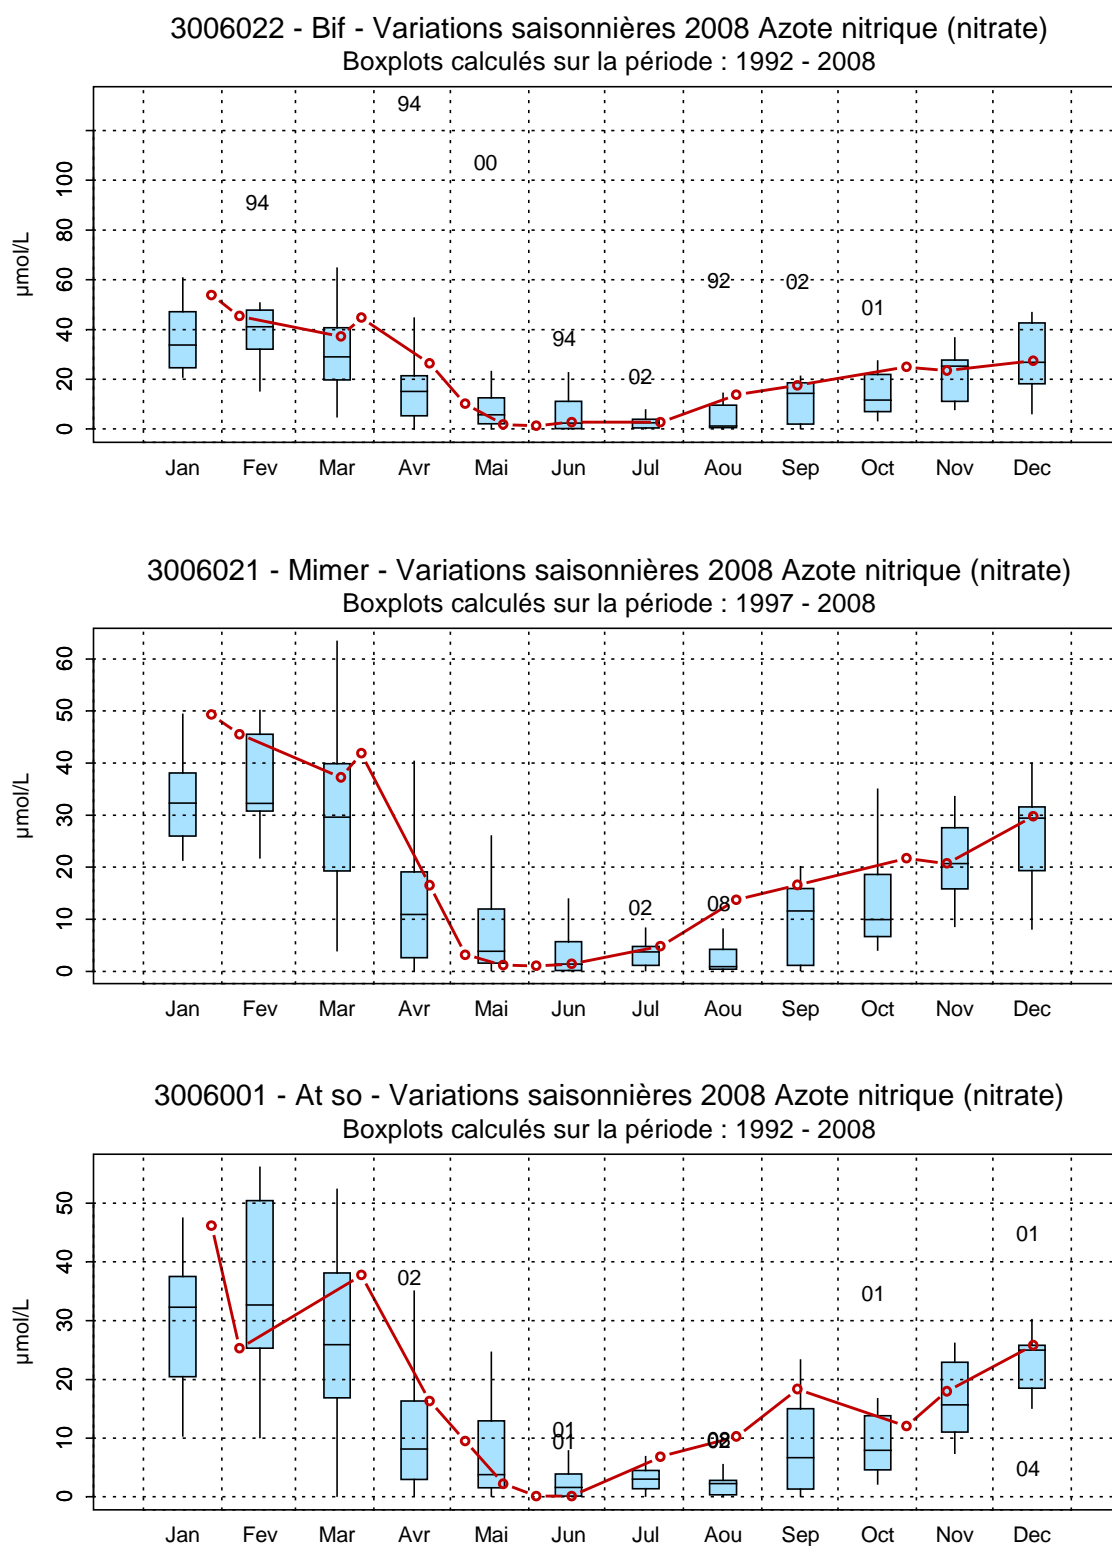 3006022 - Bif - Variations saisonnières 2008 Azote nitrique (nitrate)
Boxplots calculés sur la période : 1992 - 2008
µmol/L
0 20 40 60 80 100
94
94
00
94
02
92
02
01
Jan Fev Mar Avr Mai Jun Jul Aou Sep Oct Nov Dec
3006021 - Mimer - Variations saisonnières 2008 Azote nitrique (nitrate)
Boxplots calculés sur la période : 1997 - 2008
µmol/L
0 10 20 30 40 50 60
02
08
Jan Fev Mar Avr Mai Jun Jul Aou Sep Oct Nov Dec
3006001 - At so - Variations saisonnières 2008 Azote nitrique (nitrate)
Boxplots calculés sur la période : 1992 - 2008
µmol/L
0 10 20 30 40 50
02
01
01
01
01
04
Jan Fev Mar Avr Mai Jun Jul Aou Sep Oct Nov Dec